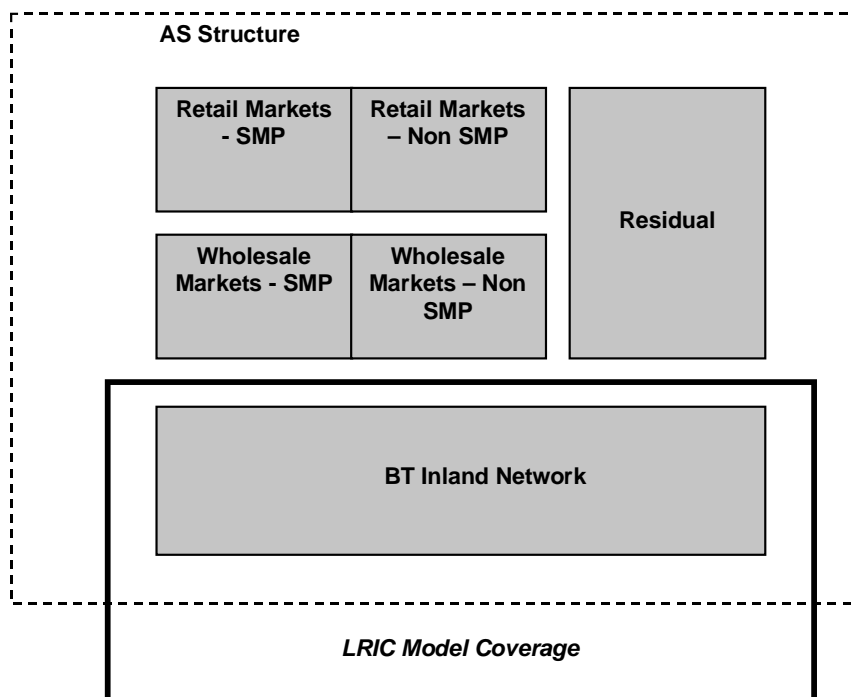 AS Structure
Retail Markets
- SMP
Retail Markets
– Non SMP
Residual
Wholesale
Markets - SMP
Wholesale
Markets – Non
SMP
BT Inland Network
LRIC Model Coverage